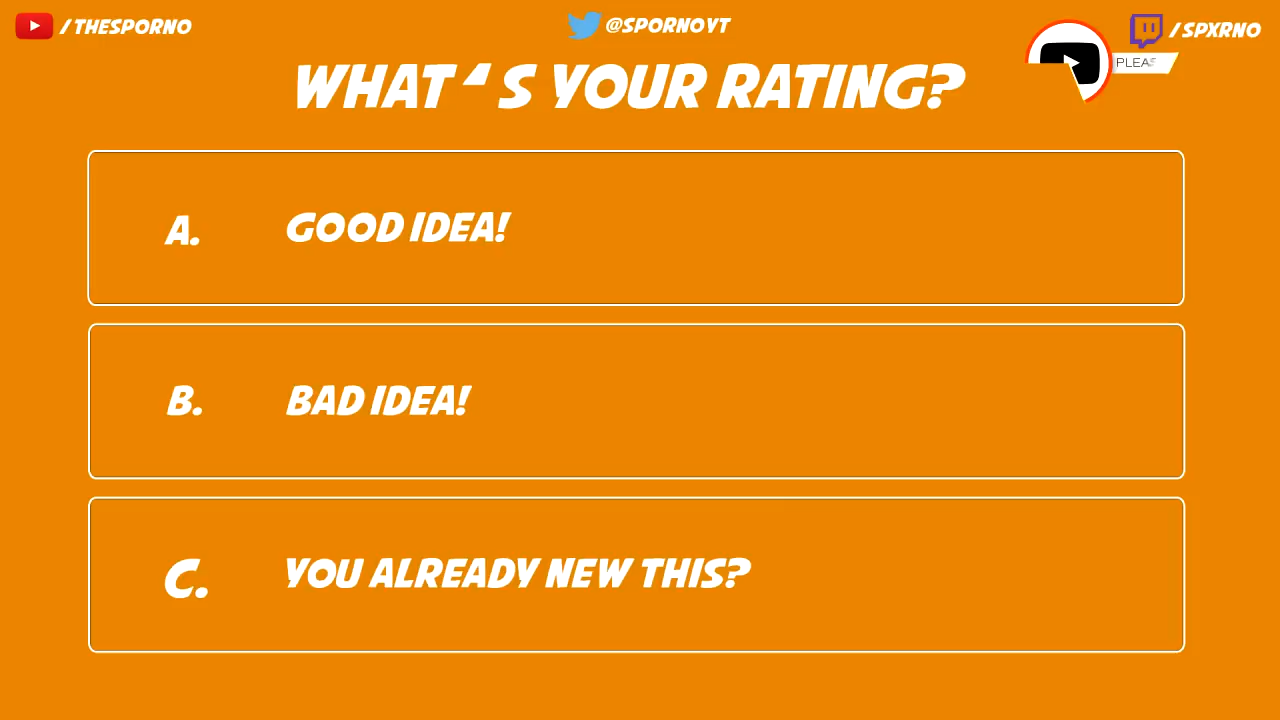 /THESPORNO
@SPORNOYT
/SPXRNO
WHAT'S YOUR RATING?
A. GOOD IDEA!
B. BAD IDEA!
C. YOU ALREADY NEW THIS?